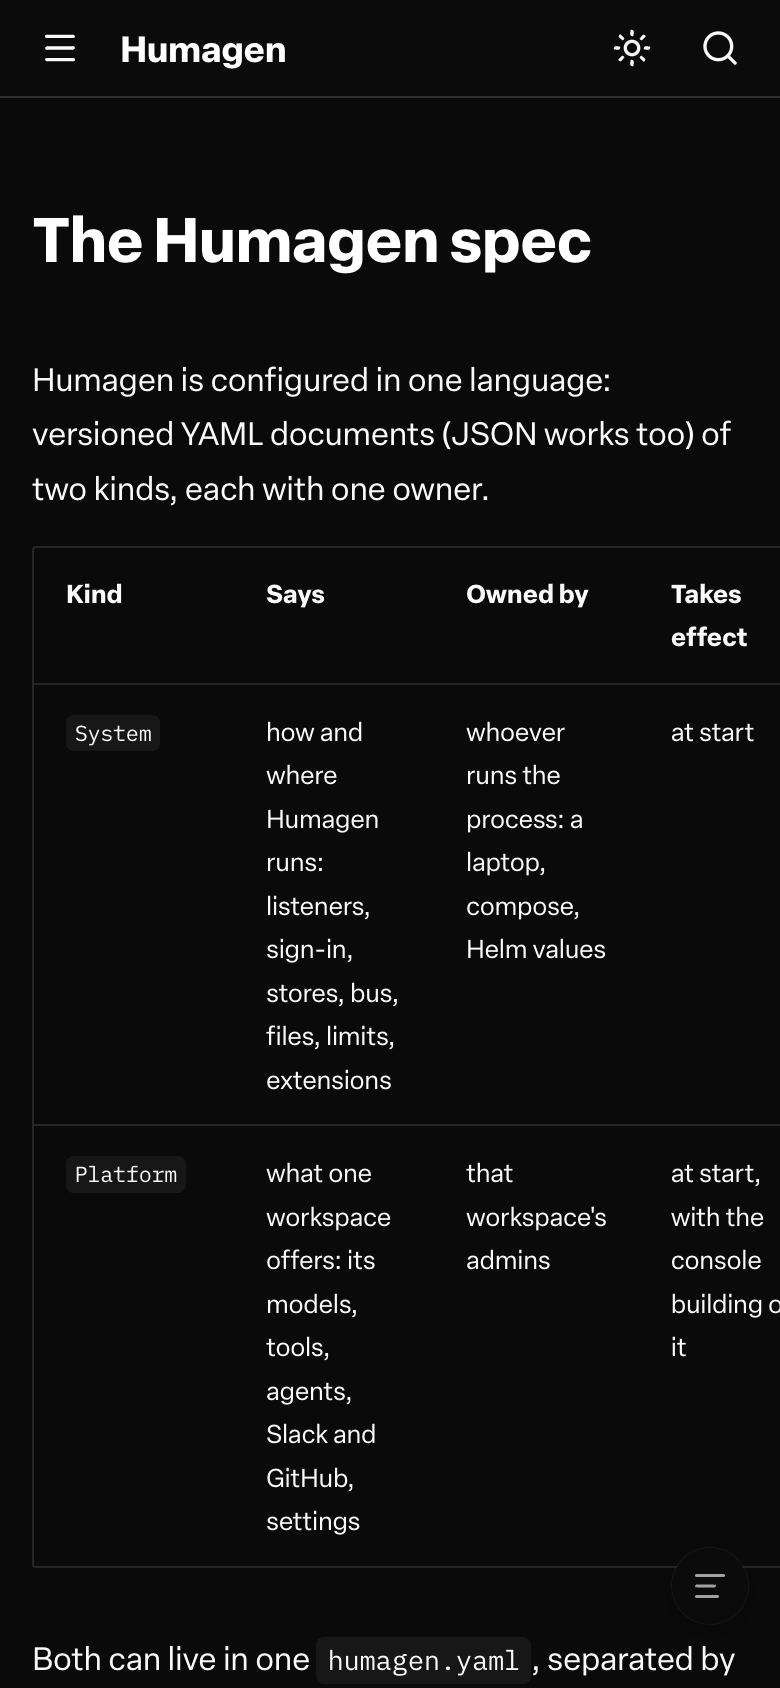 Humagen
The Humagen spec
Humagen is configured in one language:
versioned YAML documents (JSON works too) of
two kinds, each with one owner.
Kind Says Owned by Takes
effect
System how and whoever at start
where runs the
Humagen process: a
runs: laptop,
listeners, compose,
sign-in, Helm values
stores, bus,
files, limits,
extensions
Platform what one that at start,
workspace workspace's with the
offers: its admins console
models, building
tools, it
agents,
Slack and
GitHub,
settings
Both can live in one humagen.yaml, separated by